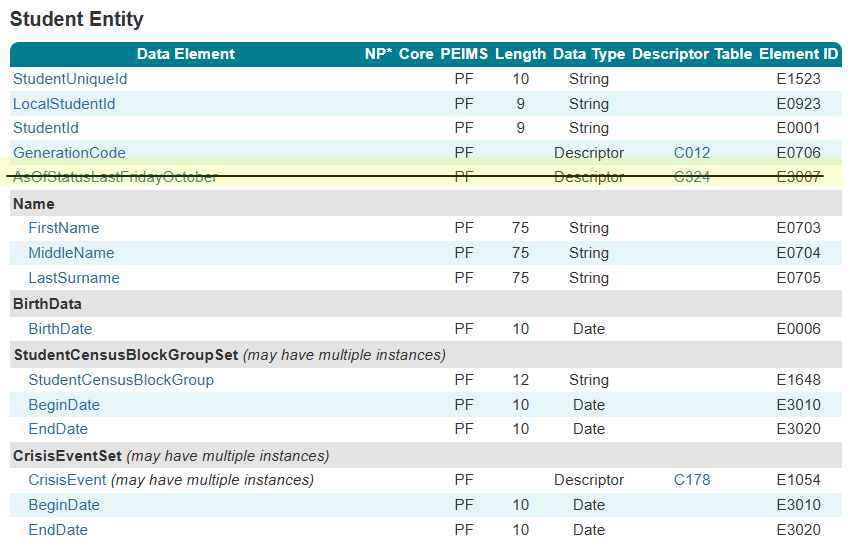 Student Entity
Data Element NP* Core PEIMS Length Data Type Descriptor Table Element ID
StudentUniqueId PF 10 String E1523
LocalStudentId PF 9 String E0923
StudentId PF 9 String E0001
GenerationCode PF Descriptor C012 E0706
AsOfStatusLastFridayOctober PF Descriptor C324 E3007
Name
FirstName PF 75 String E0703
MiddleName PF 75 String E0704
LastSurname PF 75 String E0705
BirthData
BirthDate PF 10 Date E0006
StudentCensusBlockGroupSet (may have multiple instances)
StudentCensusBlockGroup PF 12 String E1648
BeginDate PF 10 Date E3010
EndDate PF 10 Date E3020
CrisisEventSet (may have multiple instances)
CrisisEvent (may have multiple instances) PF Descriptor C178 E1054
BeginDate PF 10 Date E3010
EndDate PF 10 Date E3020